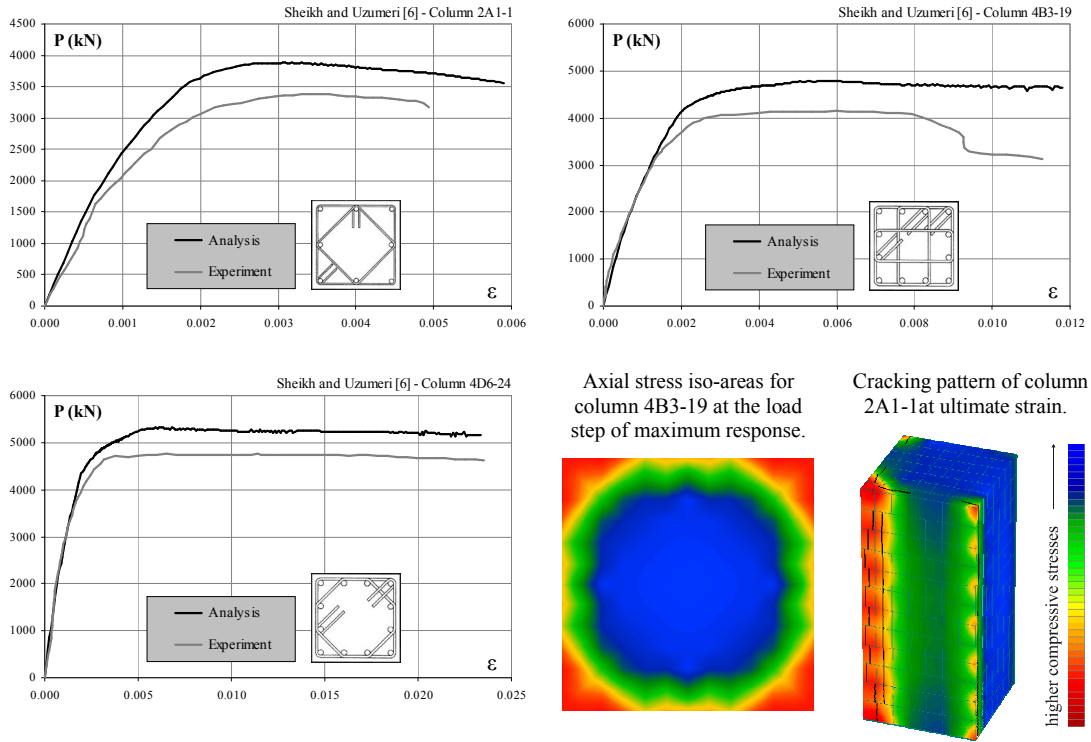 Sheikh and Uzumeri [6] - Column 2A1-1
P (kN)
4500
4000
3500
3000
2500
2000
1500
1000
500
0
Analysis
Experiment
ε
0.000 0.001 0.002 0.003 0.004 0.005 0.006
Sheikh and Uzumeri [6] - Column 4B3-19
P (kN)
6000
5000
4000
3000
2000
1000
0
Analysis
Experiment
ε
0.000 0.002 0.004 0.006 0.008 0.010 0.012
Sheikh and Uzumeri [6] - Column 4D6-24
P (kN)
6000
5000
4000
3000
2000
1000
0
Analysis
Experiment
ε
0.000 0.005 0.010 0.015 0.020 0.025
Axial stress iso-areas for
column 4B3-19 at the load
step of maximum response.
Cracking pattern of column
2A1-1at ultimate strain.
higher compressive stresses